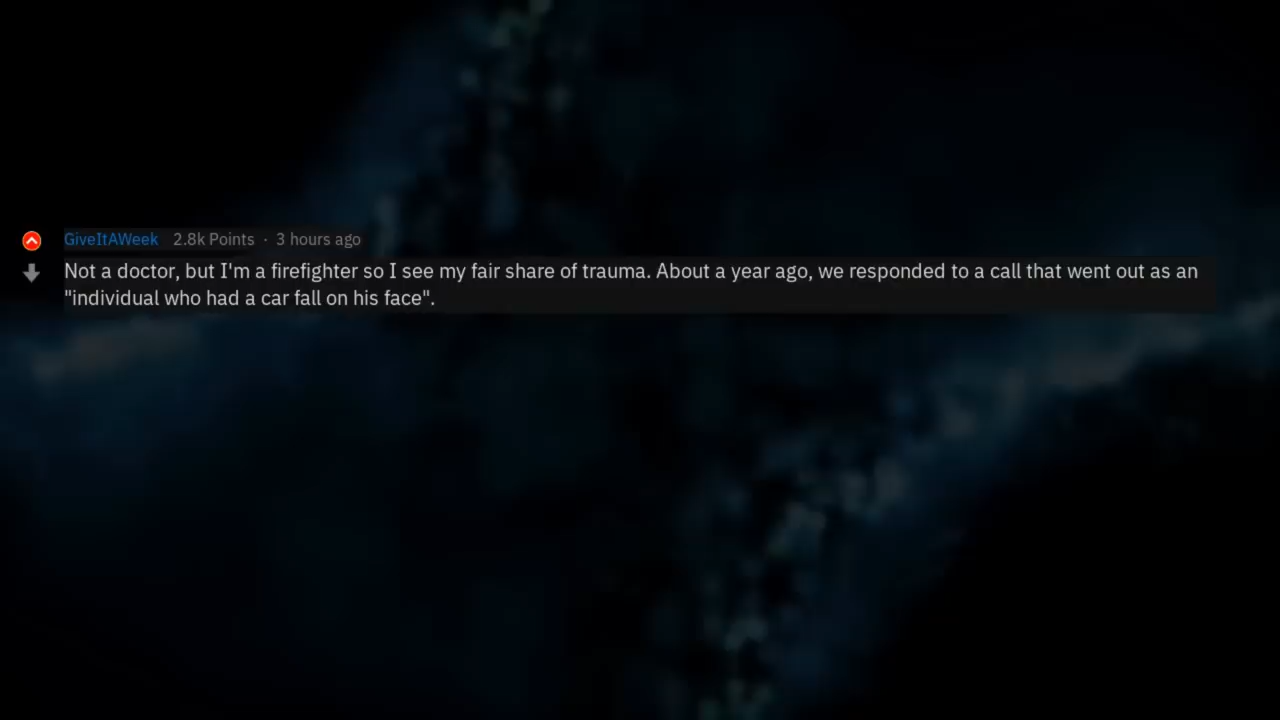 GiveItAWeek 2.8k Points · 3 hours ago
Not a doctor, but I'm a firefighter so I see my fair share of trauma. About a year ago, we responded to a call that went out as an
"individual who had a car fall on his face".